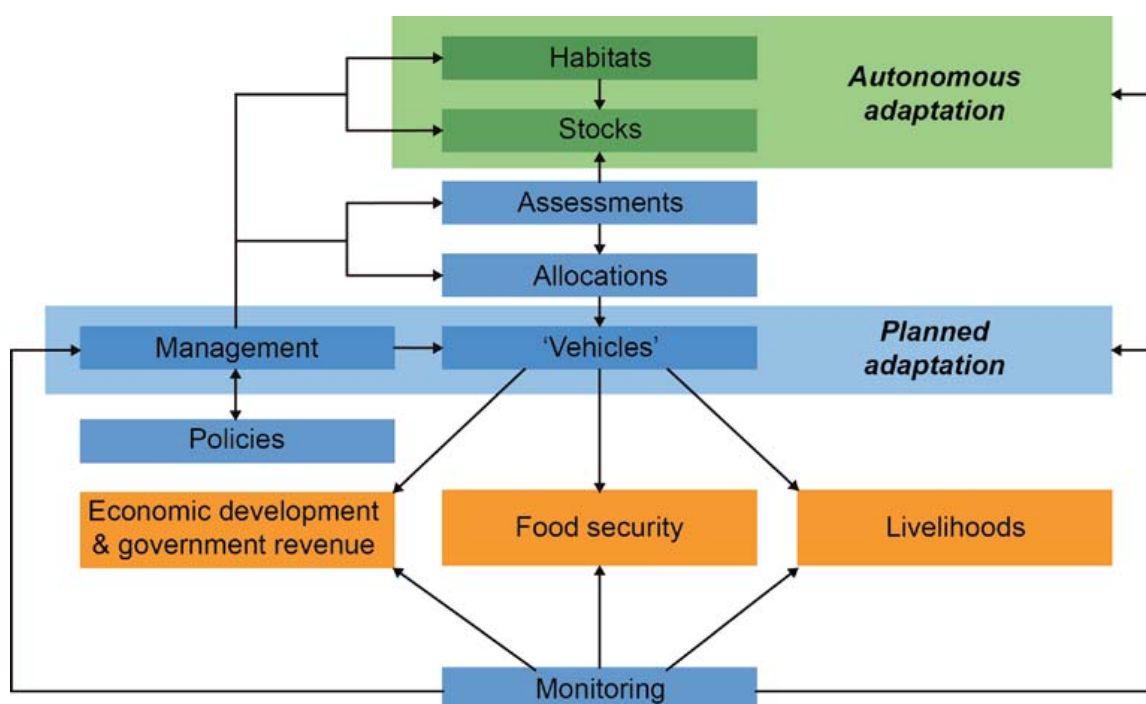 Habitats
Autonomous
adaptation
Stocks
Assessments
Allocations
Management
‘Vehicles’
Planned
adaptation
Policies
Economic development
& government revenue
Food security
Livelihoods
Monitoring